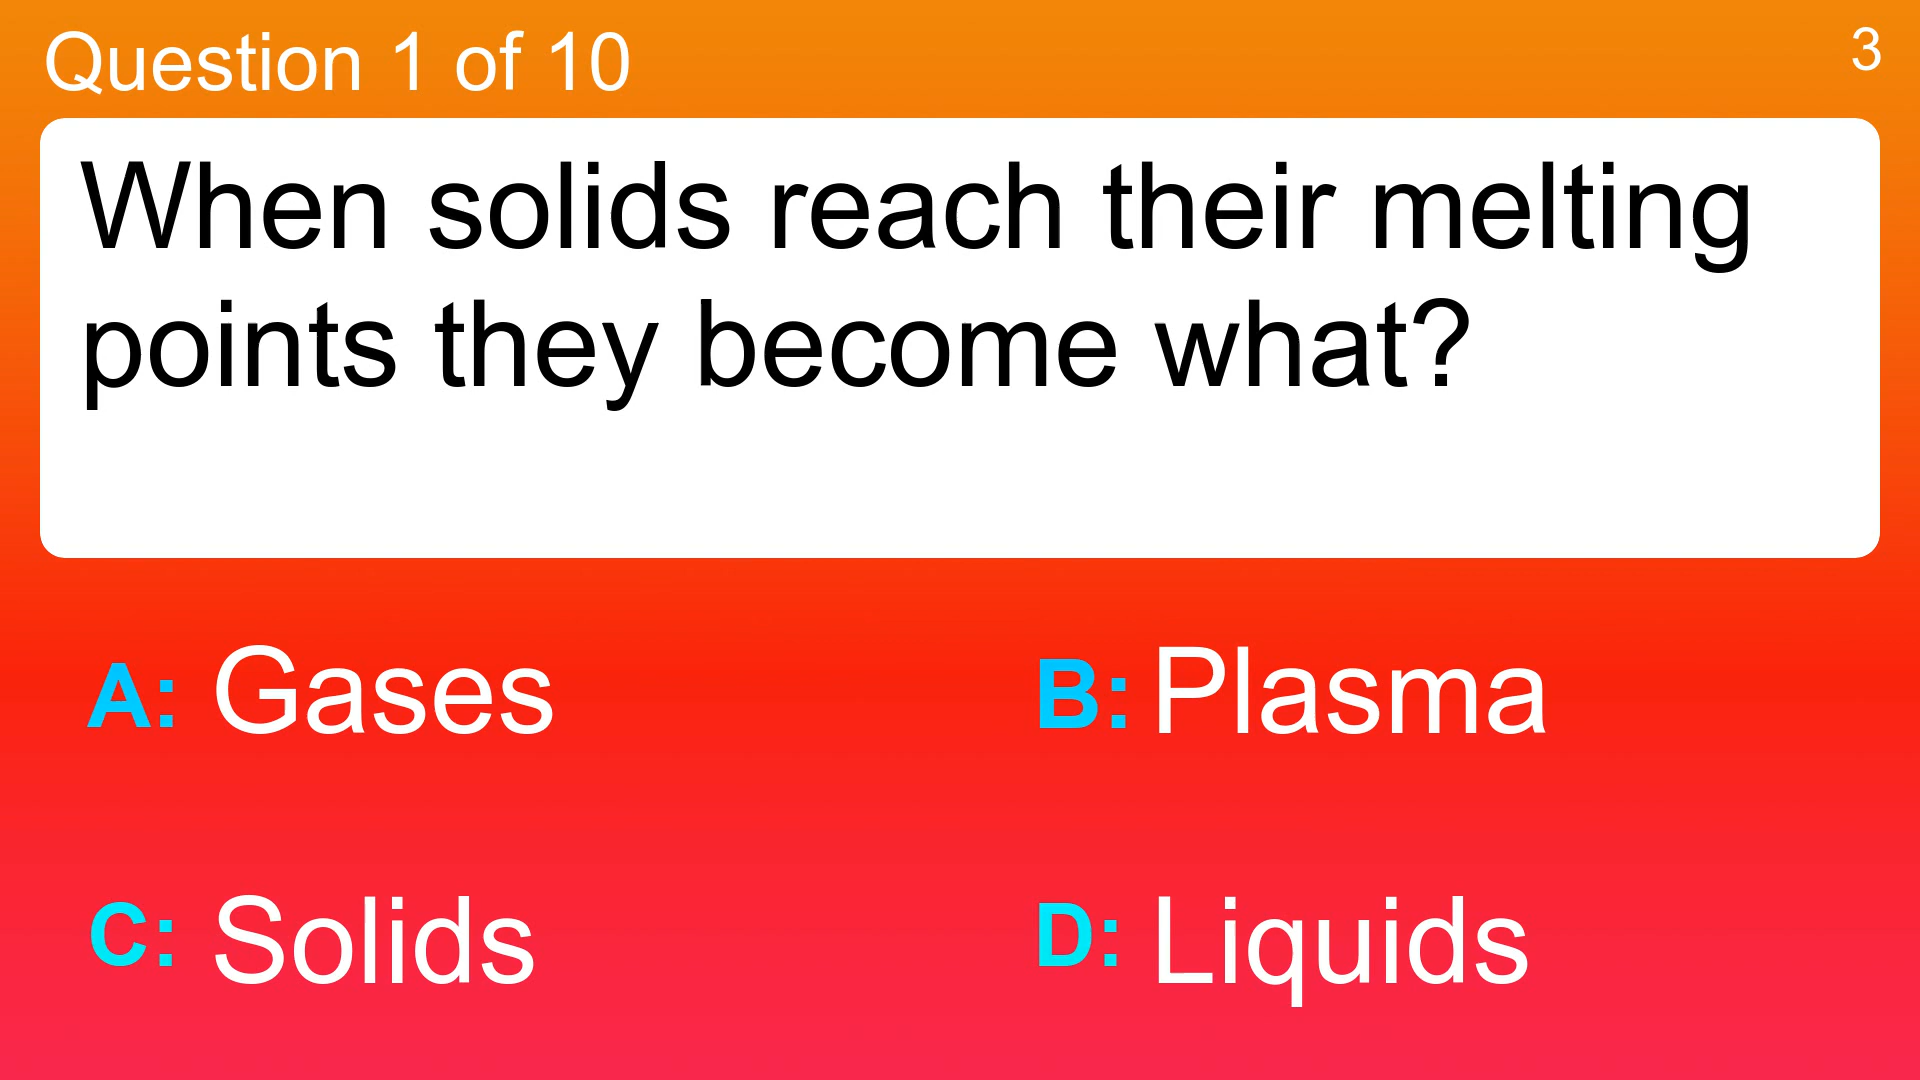 Question 1 of 10
3
When solids reach their melting
points they become what?
A: Gases
B: Plasma
C: Solids
D: Liquids